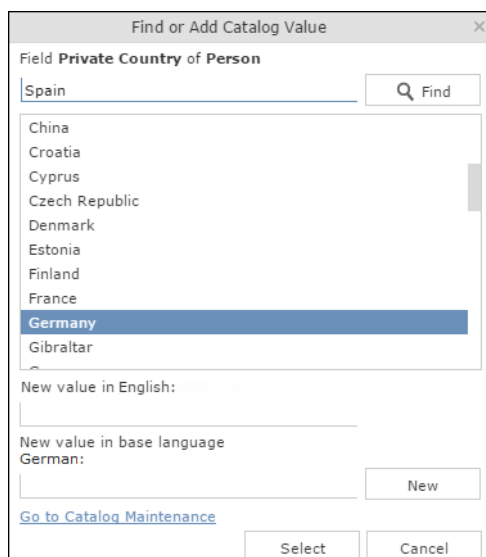 Find or Add Catalog Value
Field Private Country of Person
Spain
Find
China
Croatia
Cyprus
Czech Republic
Denmark
Estonia
Finland
France
Germany
Gibraltar
New value in English:
New value in base language
German:
New
Go to Catalog Maintenance
Select Cancel